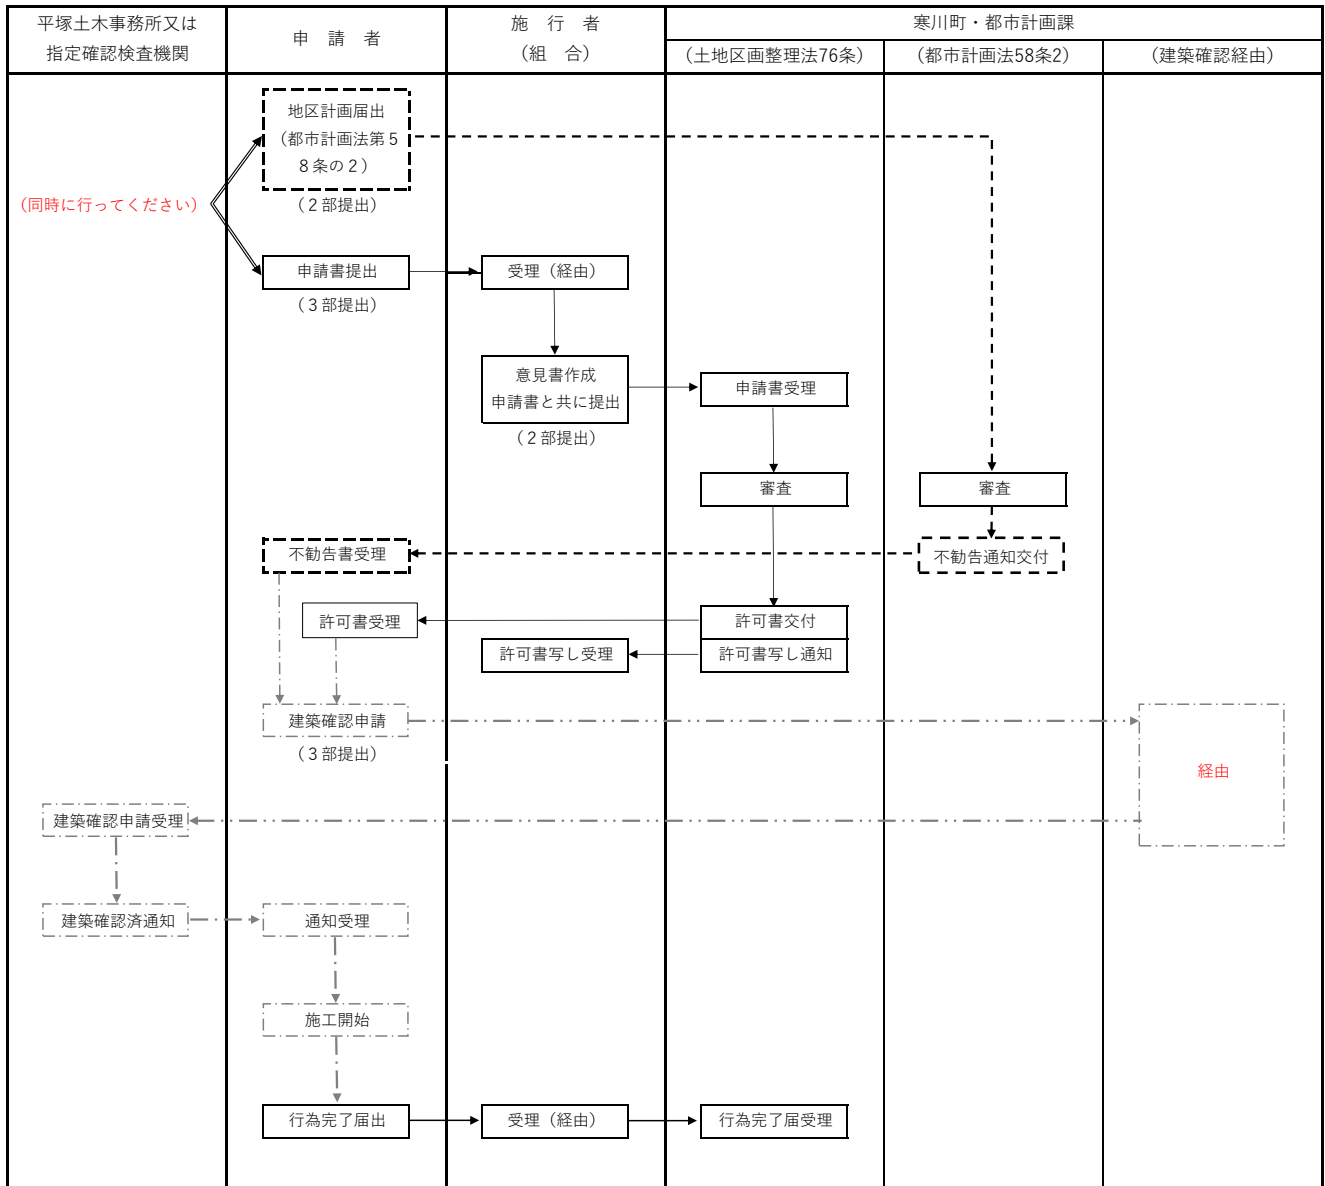 平塚土木事務所又は
指定確認検査機関
申　請　者
施　行　者
（組　合）
寒川町・都市計画課
（土地区画整理法76条）
（都市計画法58条2）
（建築確認経由）
地区計画届出
（都市計画法第５
８条の２）
（２部提出）
（同時に行ってください）
申請書提出
（３部提出）
受理（経由）
意見書作成
申請書と共に提出
（２部提出）
申請書受理
審査
審査
不勧告書受理
不勧告通知交付
許可書受理
許可書交付
許可書写し受理
許可書写し通知
建築確認申請
（３部提出）
経由
建築確認申請受理
建築確認済通知
通知受理
施工開始
行為完了届出
受理（経由）
行為完了届受理